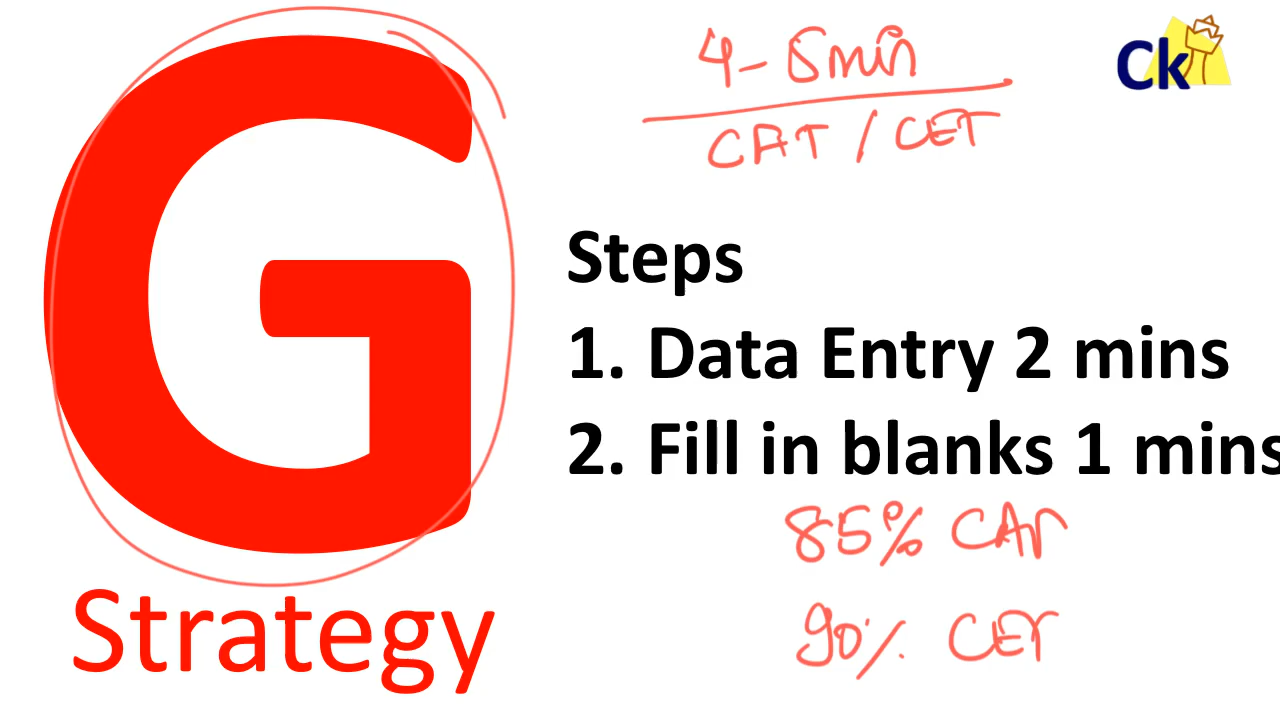 G
Strategy
4-5min
CAT / CET
Ck
Steps
1. Data Entry 2 mins
2. Fill in blanks 1 mins
85% CAT
90% CET